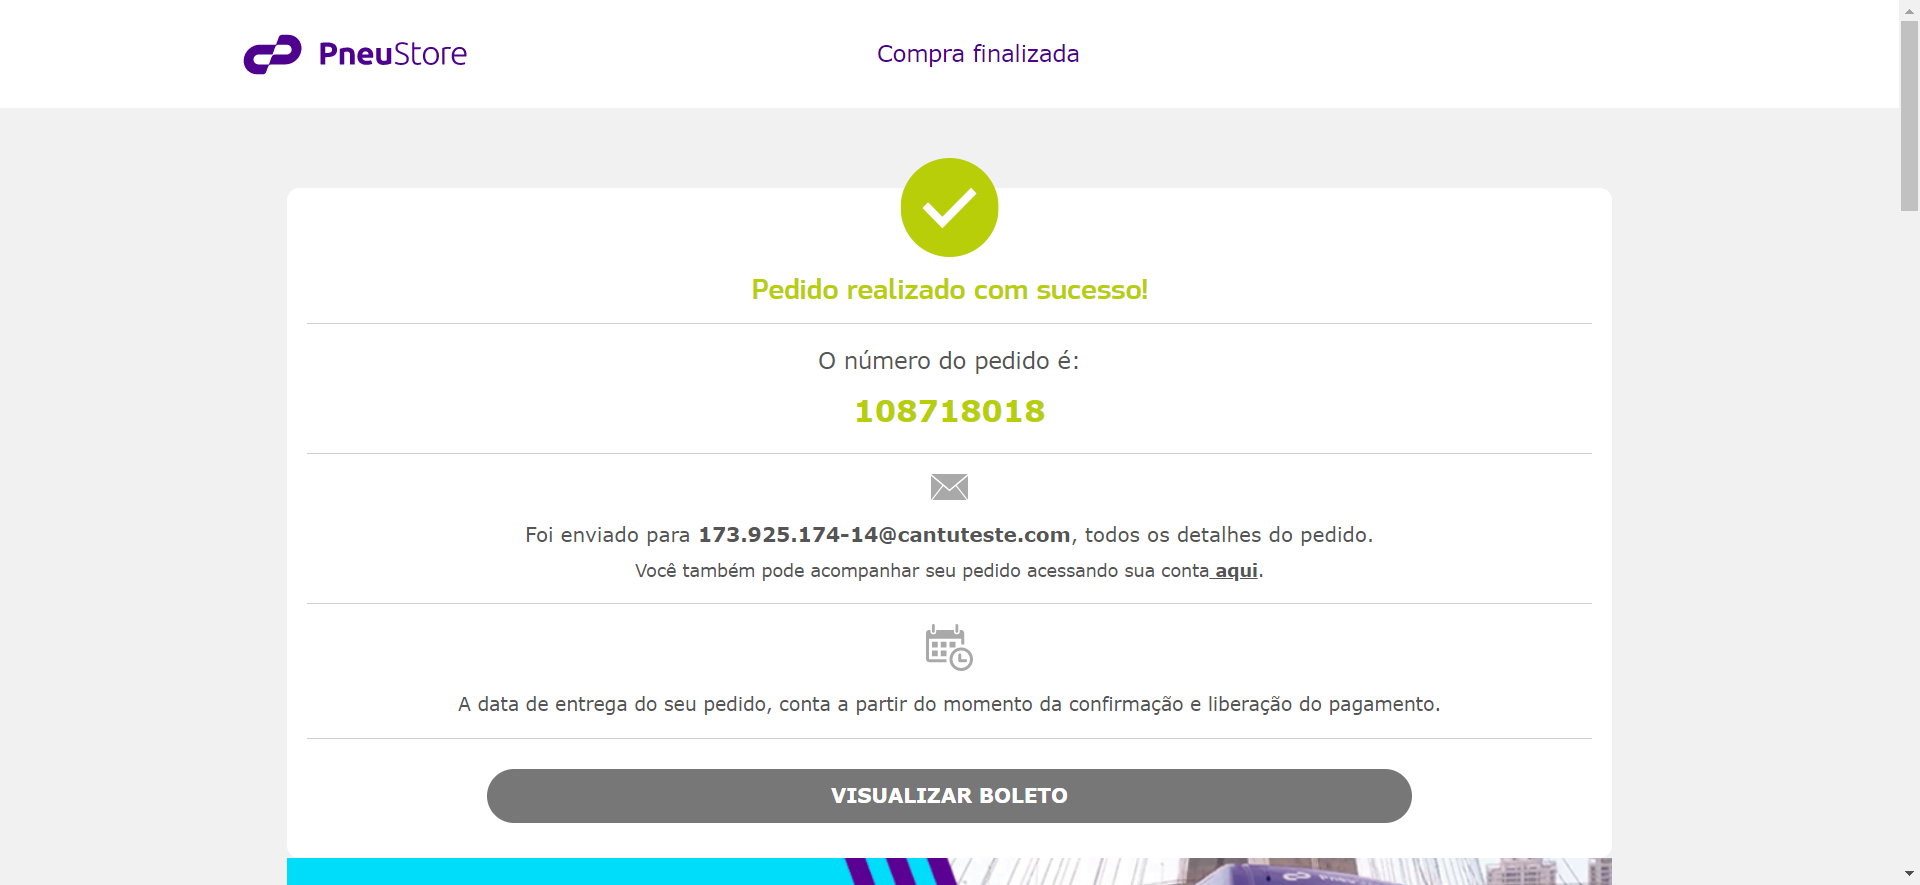 PneuStore
Compra finalizada
Pedido realizado com sucesso!
O número do pedido é:
108718018
Foi enviado para 173.925.174-14@cantuteste.com, todos os detalhes do pedido.
Você também pode acompanhar seu pedido acessando sua conta aqui.
A data de entrega do seu pedido, conta a partir do momento da confirmação e liberação do pagamento.
VISUALIZAR BOLETO